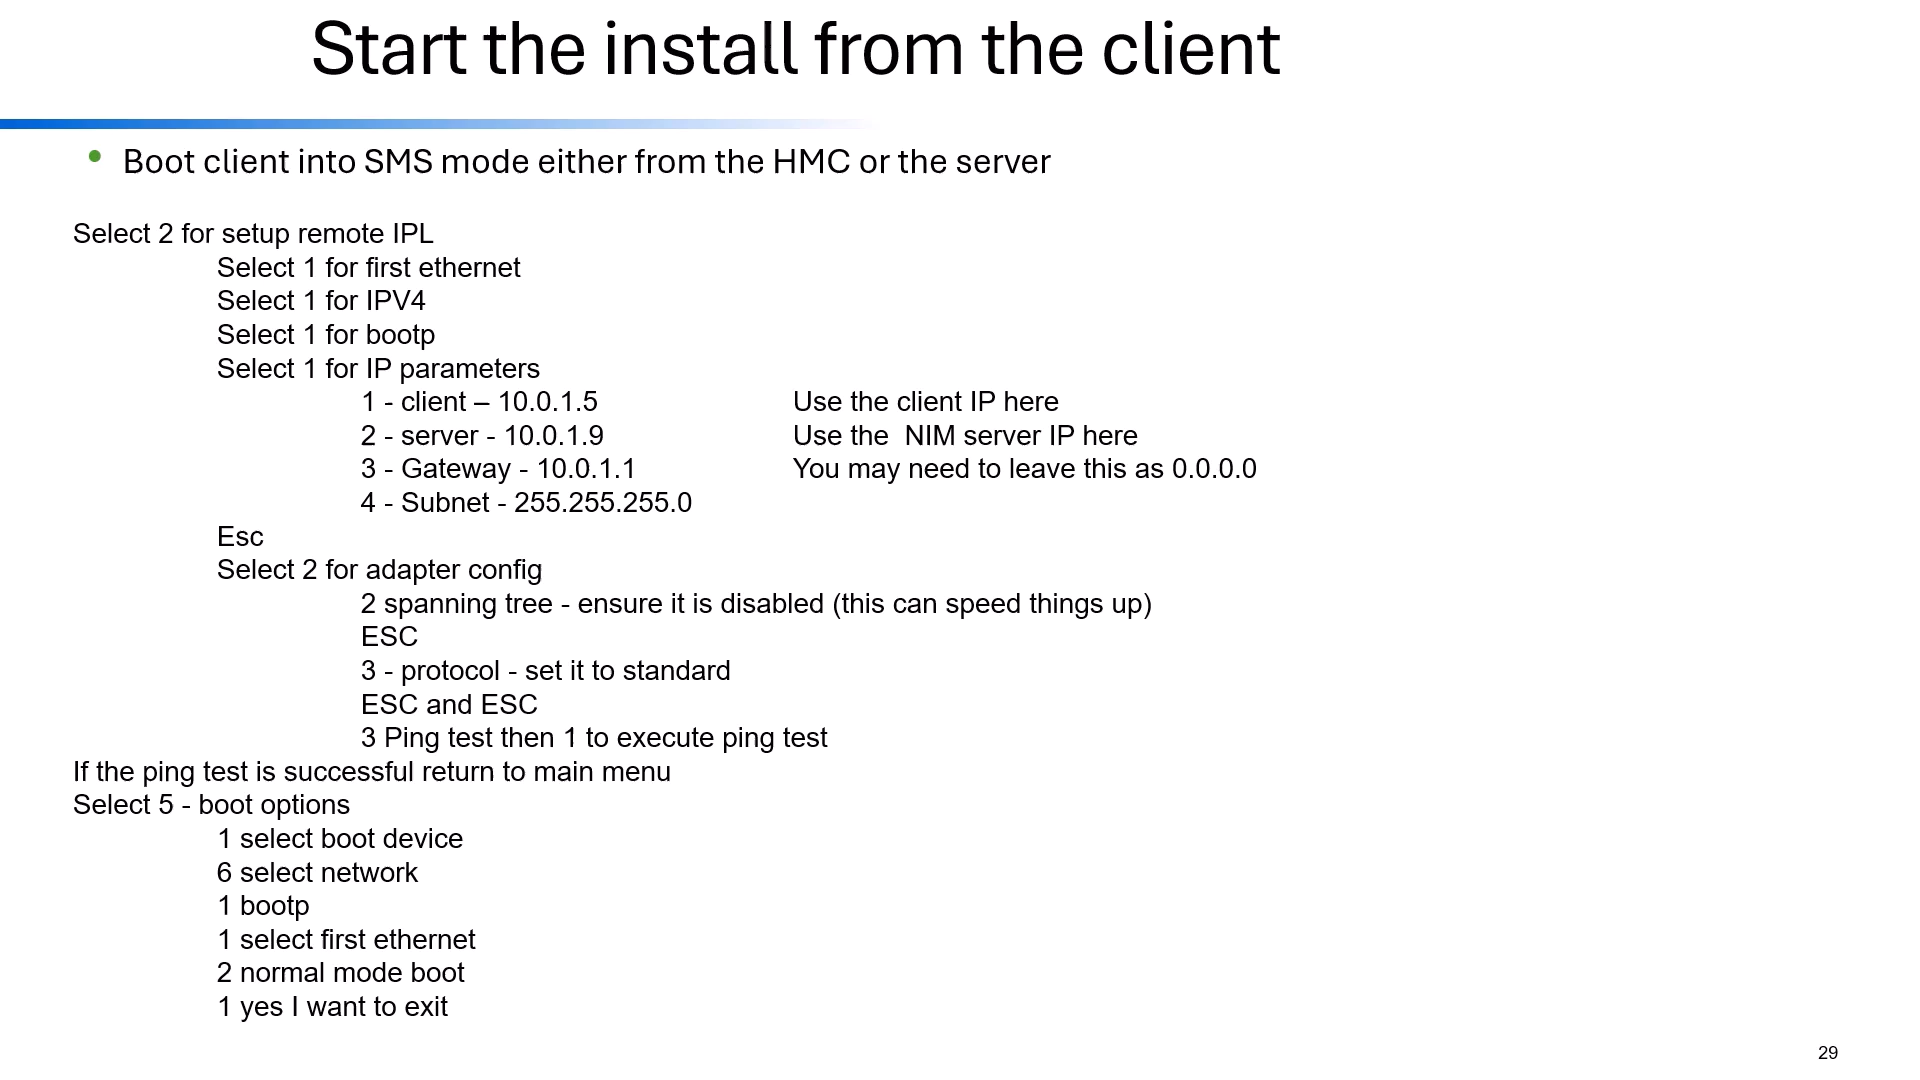 Start the install from the client
• Boot client into SMS mode either from the HMC or the server
Select 2 for setup remote IPL
Select 1 for first ethernet
Select 1 for IPV4
Select 1 for bootp
Select 1 for IP parameters
1 - client – 10.0.1.5 Use the client IP here
2 - server - 10.0.1.9 Use the  NIM server IP here
3 - Gateway - 10.0.1.1 You may need to leave this as 0.0.0.0
4 - Subnet - 255.255.255.0
Esc
Select 2 for adapter config
2 spanning tree - ensure it is disabled (this can speed things up)
ESC
3 - protocol - set it to standard
ESC and ESC
3 Ping test then 1 to execute ping test
If the ping test is successful return to main menu
Select 5 - boot options
1 select boot device
6 select network
1 bootp
1 select first ethernet
2 normal mode boot
1 yes I want to exit
29